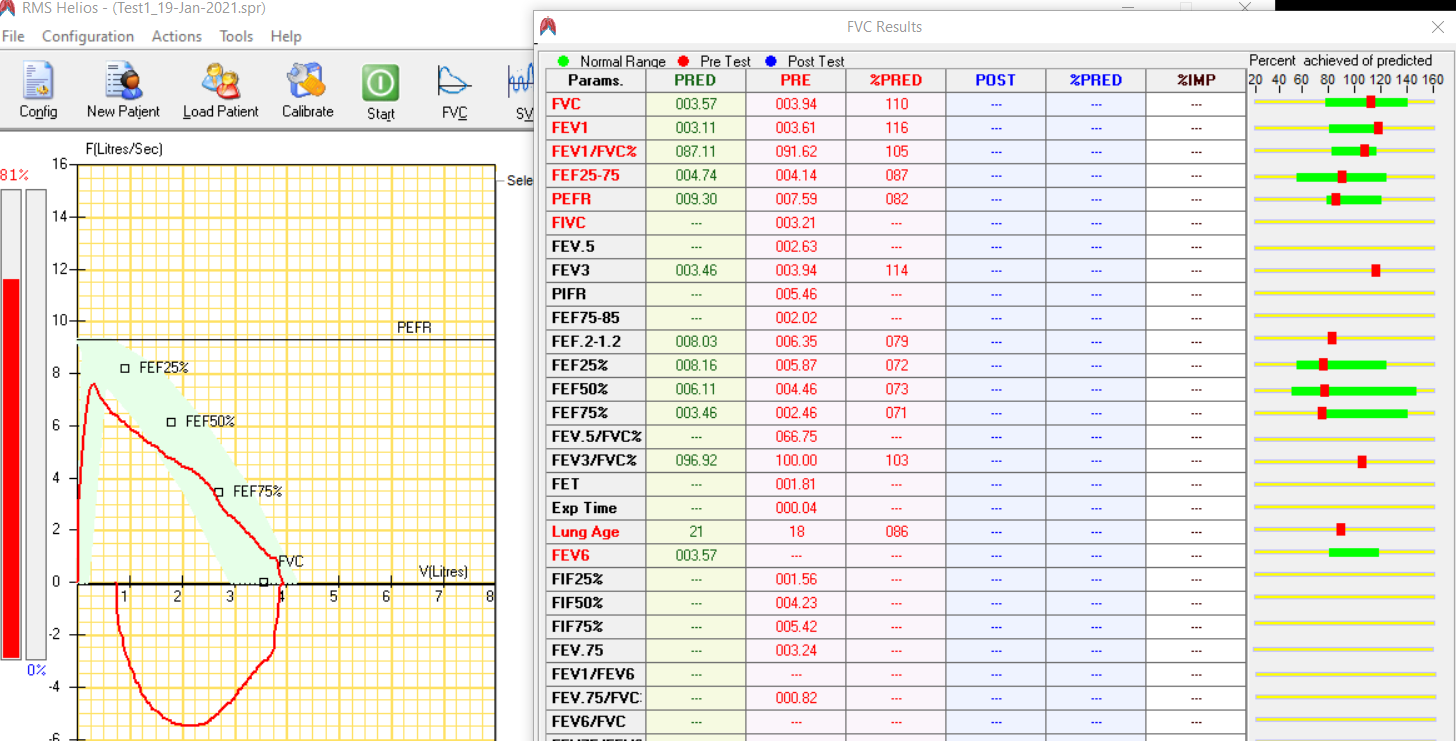 RMS Helios - (Test1_19-Jan-2021.spr)
File Configuration Actions Tools Help
Config New Patient Load Patient Calibrate Start FVC SV
F(Litres/Sec)
81%
0%
16
14
12
10
8
6
4
2
0
-2
-4
-6
Sele
PEFR
FEF25%
FEF50%
FEF75%
FVC
V(Litres)
1 2 3 4 5 6 7 8
FVC Results
Normal Range Pre Test Post Test
Percent achieved of predicted
20 40 60 80 100 120 140 160
Params. PRED PRE %PRED POST %PRED %IMP
FVC 003.57 003.94 110 --- --- ---
FEV1 003.11 003.61 116 --- --- ---
FEV1/FVC% 087.11 091.62 105 --- --- ---
FEF25-75 004.74 004.14 087 --- --- ---
PEFR 009.30 007.59 082 --- --- ---
FIVC --- 003.21 --- --- --- ---
FEV.5 --- 002.63 --- --- --- ---
FEV3 003.46 003.94 114 --- --- ---
PIFR --- 005.46 --- --- --- ---
FEF75-85 --- 002.02 --- --- --- ---
FEF.2-1.2 008.03 006.35 079 --- --- ---
FEF25% 008.16 005.87 072 --- --- ---
FEF50% 006.11 004.46 073 --- --- ---
FEF75% 003.46 002.46 071 --- --- ---
FEV.5/FVC% --- 066.75 --- --- --- ---
FEV3/FVC% 096.92 100.00 103 --- --- ---
FET --- 001.81 --- --- --- ---
Exp Time --- 000.04 --- --- --- ---
Lung Age 21 18 086 --- --- ---
FEV6 003.57 --- --- --- --- ---
FIF25% --- 001.56 --- --- --- ---
FIF50% --- 004.23 --- --- --- ---
FIF75% --- 005.42 --- --- --- ---
FEV.75 --- 003.24 --- --- --- ---
FEV1/FEV6 --- --- --- --- --- ---
FEV.75/FVC --- 000.82 --- --- --- ---
FEV6/FVC --- --- --- --- --- ---